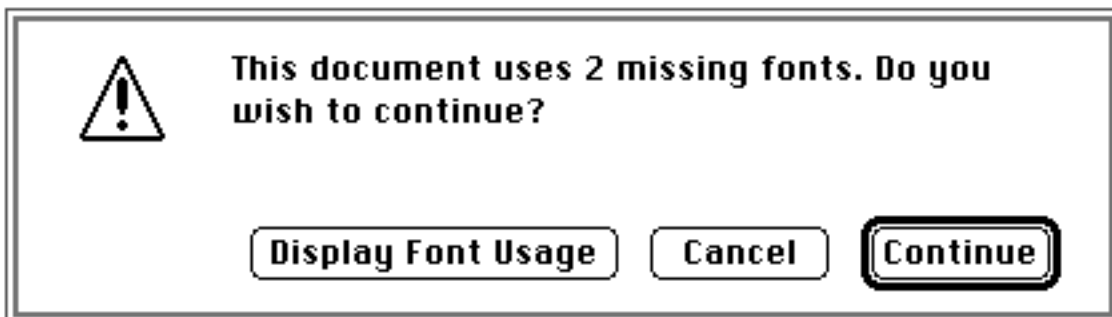 This document uses 2 missing fonts. Do you
wish to continue?
Display Font Usage
Cancel
Continue